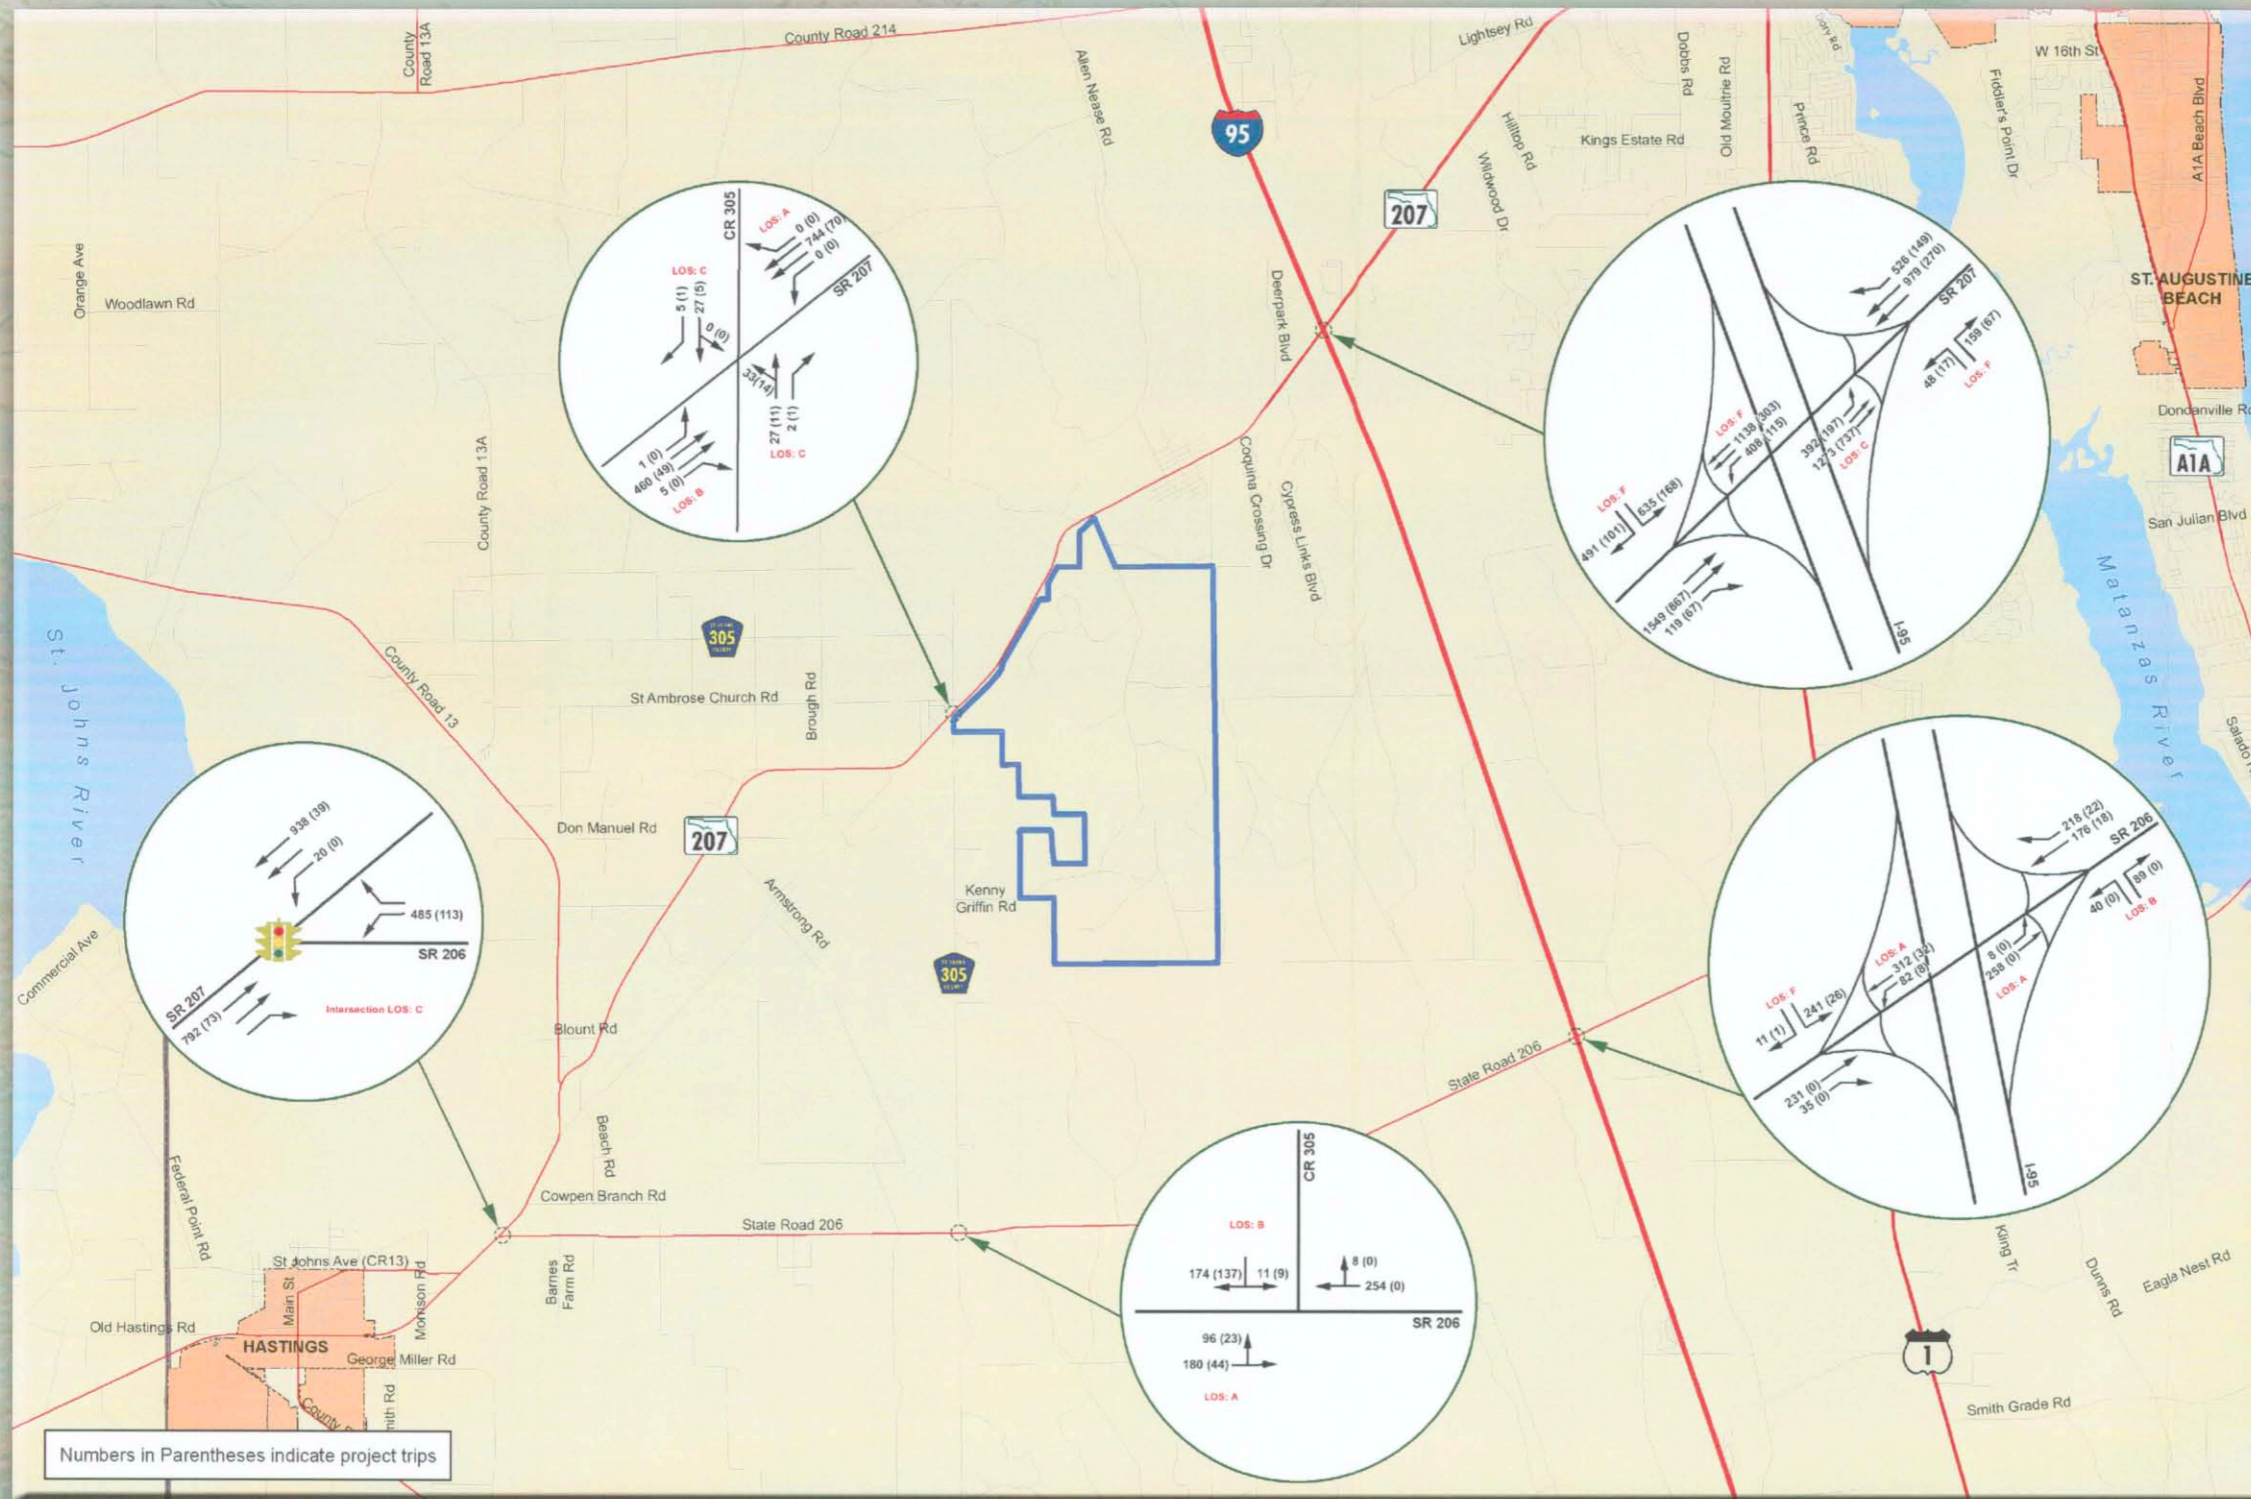 County
Road 13A
County Road 214
Allen Nease Rd
95
Lightsey Rd
Hilltop Rd
Wildwood Dr
Dobbs Rd
Kings Estate Rd
Old Moultrie Rd
Prince Rd
W 16th St
Fiddler's Point Dr
A1A Beach Blvd
207
Orange Ave
Woodlawn Rd
County Road 13A
CR 305
LOS: A
0 (0)
744 (70)
0 (0)
SR 207
LOS: C
5 (1)
27 (5)
0 (0)
33(14)
27 (11)
2 (1)
LOS: C
1 (0)
460 (49)
5 (0)
LOS: B
Deerpark Blvd
Coquina Crossing Dr
Cypress Links Blvd
526 (149)
979 (270)
SR 207
159 (67)
48 (17)
LOS: F
LOS: F
1138 (303)
408 (115)
392 (197)
1273 (737)
LOS: C
LOS: F
635 (168)
491 (101)
1549 (867)
119 (67)
I-95
ST. AUGUSTINE
BEACH
Dondanville Rd
A1A
San Julian Blvd
Matanzas River
St. Johns River
County Road 13
305
St Ambrose Church Rd
Brough Rd
Don Manuel Rd
207
Armstrong Rd
Kenny
Griffin Rd
305
Commercial Ave
938 (39)
20 (0)
485 (113)
SR 206
SR 207
792 (73)
Intersection LOS: C
Blount Rd
Beach Rd
Cowpen Branch Rd
State Road 206
State Road 206
218 (22)
176 (18)
SR 206
89 (0)
40 (0)
LOS: B
LOS: A
312 (32)
82 (8)
8 (0)
258 (0)
LOS: A
LOS: F
241 (26)
11 (1)
231 (0)
35 (0)
I-95
CR 305
LOS: B
174 (137)
11 (9)
8 (0)
254 (0)
SR 206
96 (23)
180 (44)
LOS: A
Federal Point Rd
St Johns Ave (CR13)
Main St
Morrison Rd
Barnes
Farm Rd
Old Hastings Rd
HASTINGS
George Miller Rd
Kling Tr
Dunns Rd
Eagle Nest Rd
1
Smith Grade Rd
Numbers in Parentheses indicate project trips